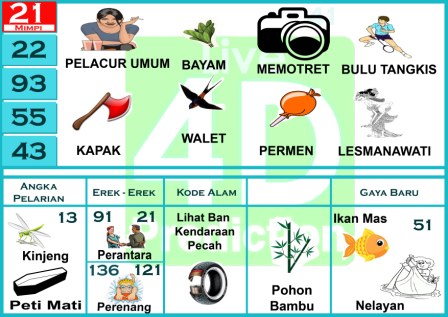 21
MIMPI
22
93
55
43
PELACUR UMUM
BAYAM
MEMOTRET
BULU TANGKIS
KAPAK
WALET
PERMEN
LESMANAWATI
Live
4D
Prediction
ANGKA
PELARIAN
EREK - EREK
KODE ALAM
GAYA BARU
13
Kinjeng
Peti Mati
91 21
Perantara
136 121
Perenang
Lihat Ban
Kendaraan
Pecah
Pohon
Bambu
Ikan Mas
51
Nelayan